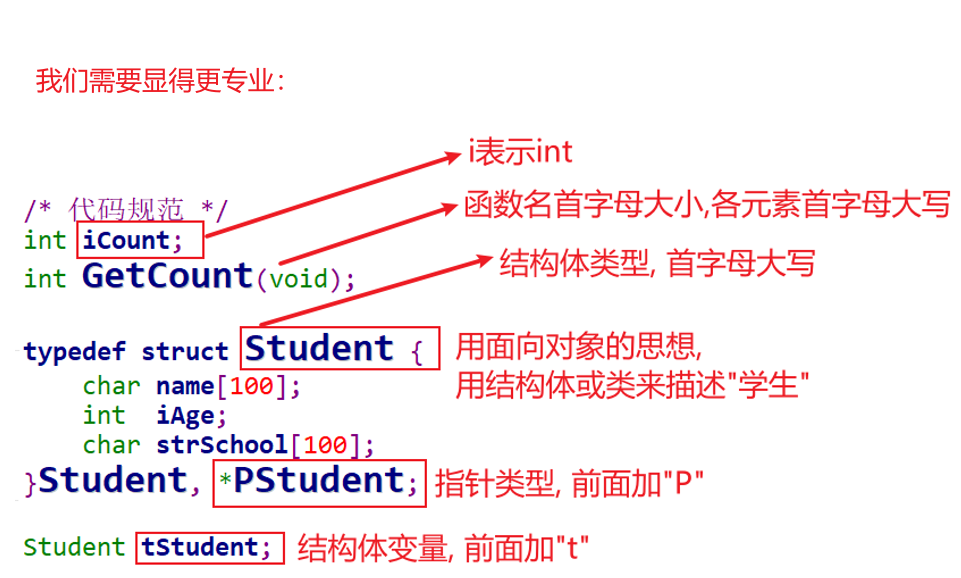 我们需要显得更专业：
i表示int
/* 代码规范 */
函数名首字母大小,各元素首字母大写
int iCount;
int GetCount(void);
结构体类型, 首字母大写
typedef struct Student {
用面向对象的思想,
用结构体或类来描述"学生"
char name[100];
int iAge;
char strSchool[100];
}Student, *PStudent;
指针类型, 前面加"P"
Student tStudent;
结构体变量, 前面加"t"